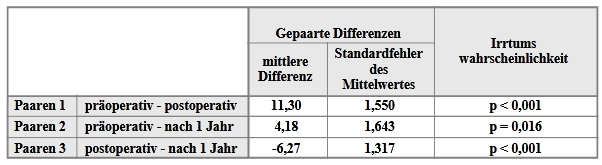 Gepaarte Differenzen
Irrtums
wahrscheinlichkeit
mittlere
Differenz
Standardfehler
des
Mittelwertes
Paaren 1 präoperativ - postoperativ 11,30 1,550 p < 0,001
Paaren 2 präoperativ - nach 1 Jahr 4,18 1,643 p = 0,016
Paaren 3 postoperativ - nach 1 Jahr -6,27 1,317 p < 0,001